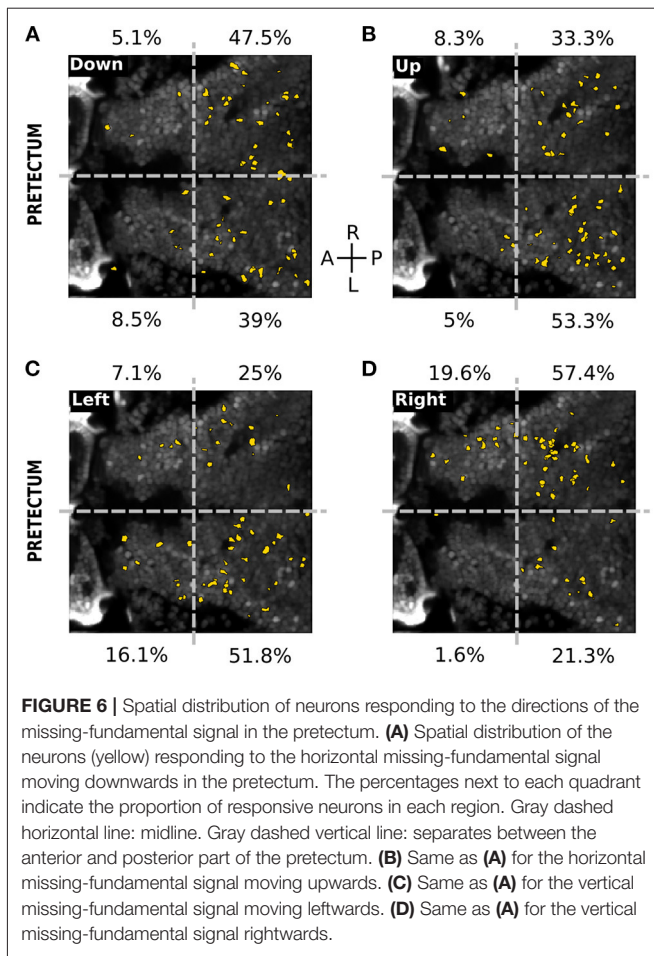 A 5.1% 47.5% B 8.3% 33.3%
Down Up
PRETECTUM
R
A P
L
8.5% 39% 5% 53.3%
C 7.1% 25% D 19.6% 57.4%
Left Right
PRETECTUM
16.1% 51.8% 1.6% 21.3%
FIGURE 6 | Spatial distribution of neurons responding to the directions of the
missing-fundamental signal in the pretectum. (A) Spatial distribution of the
neurons (yellow) responding to the horizontal missing-fundamental signal
moving downwards in the pretectum. The percentages next to each quadrant
indicate the proportion of responsive neurons in each region. Gray dashed
horizontal line: midline. Gray dashed vertical line: separates between the
anterior and posterior part of the pretectum. (B) Same as (A) for the horizontal
missing-fundamental signal moving upwards. (C) Same as (A) for the vertical
missing-fundamental signal moving leftwards. (D) Same as (A) for the vertical
missing-fundamental signal rightwards.